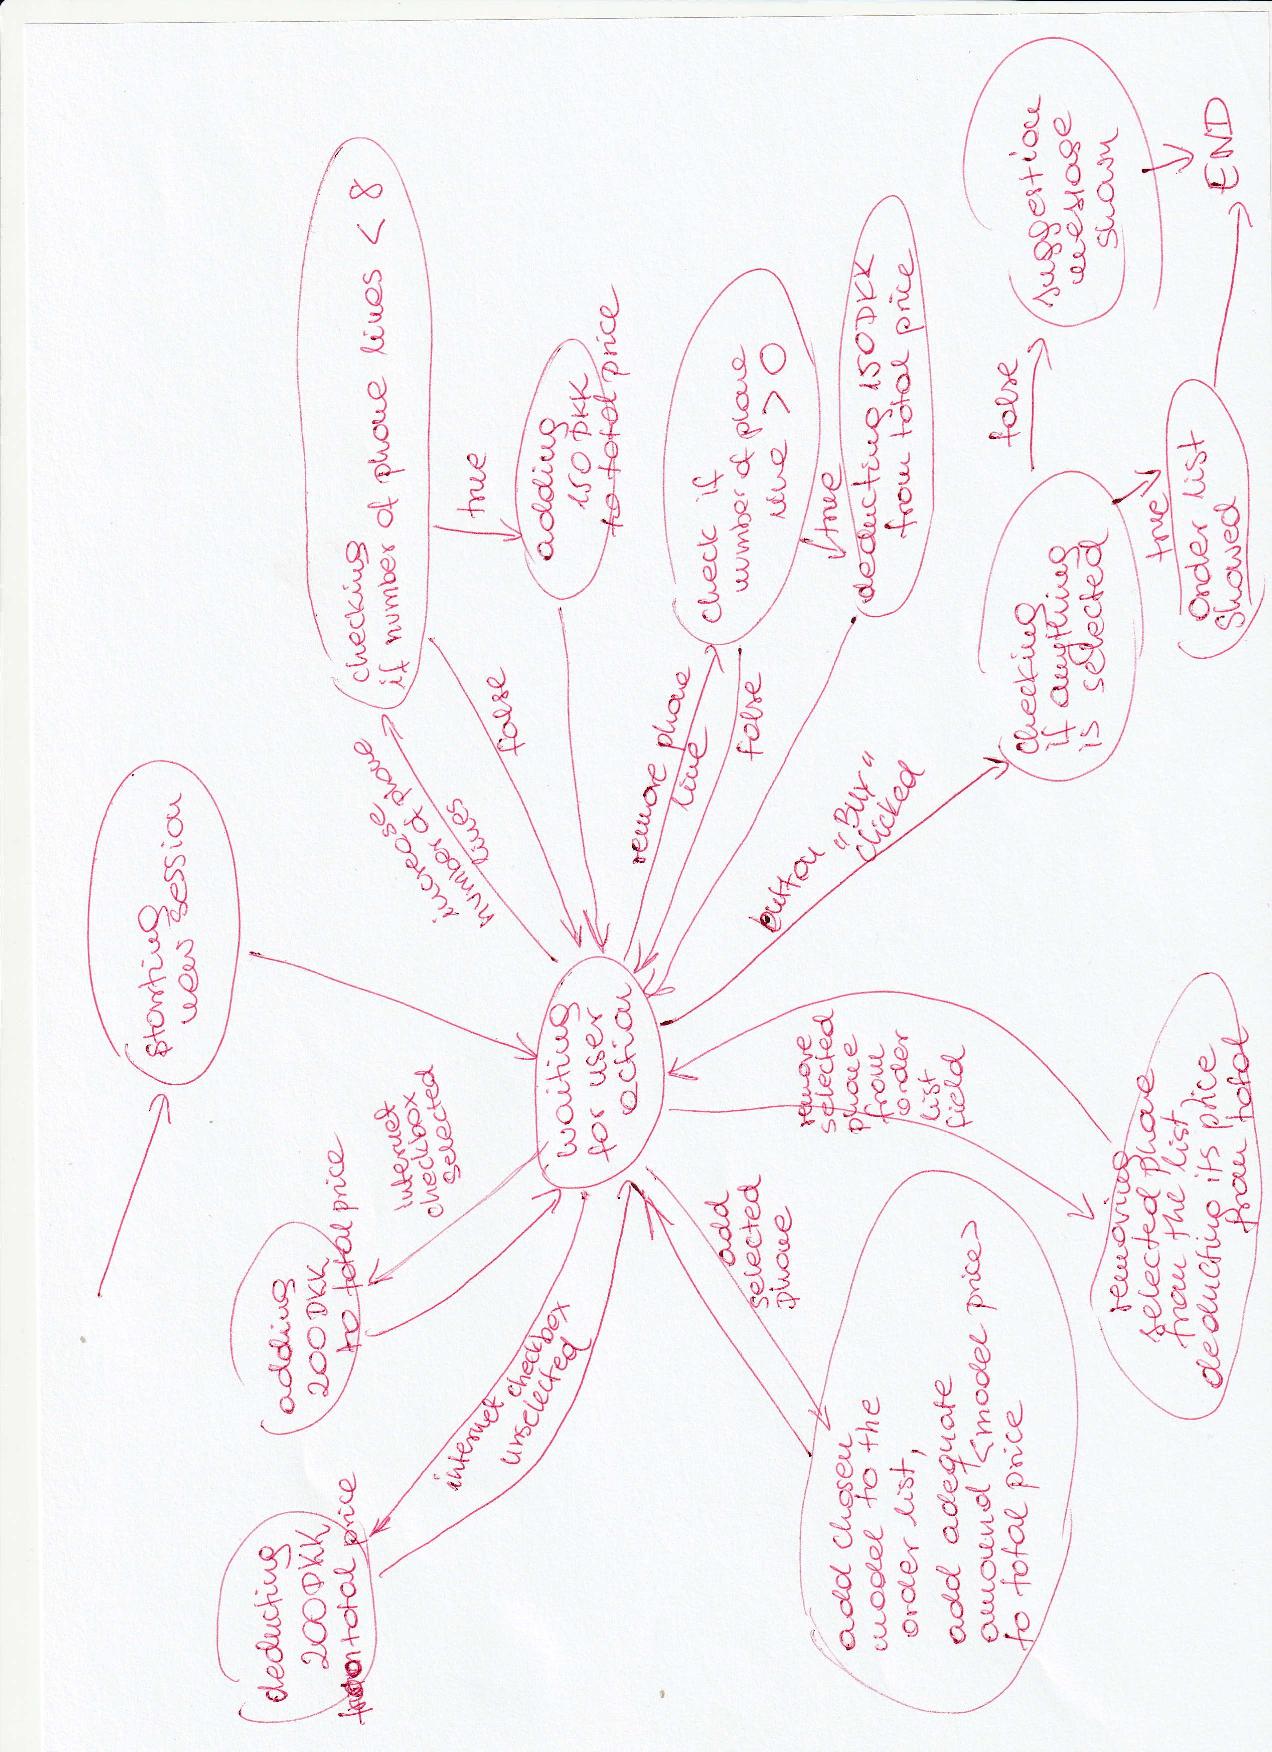 starting
new session
deducting
200 DKK
from total price
adding
200 DKK
to total price
internet
checkbox
selected
internet checkbox
unselected
increase
number of phone
lines
checking
if number of phone lines < 8
false
true
adding
150 DKK
to total price
waiting
for user
action
remove phone
line
false
check if
number of phone
line > 0
true
deducting 150 DKK
from total price
add
selected
phone
add chosen
model to the
order list,
add adequate
amound <model price>
to total price
remove
selected
phone
from
order
list
field
removing
selected phone
from the list,
deducting its price
from total
button
"Buy"
clicked
checking
if anything
is selected
false
suggestion
message
shown
true
order list
showed
END